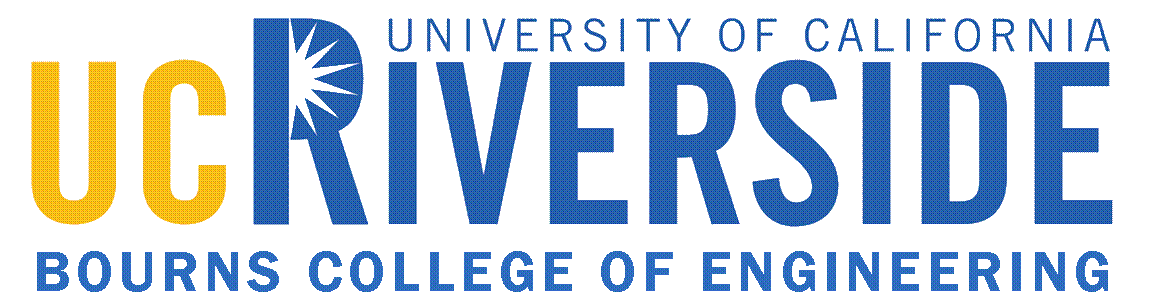 UNIVERSITY OF CALIFORNIA
UCRIVERSIDE
BOURNS COLLEGE OF ENGINEERING